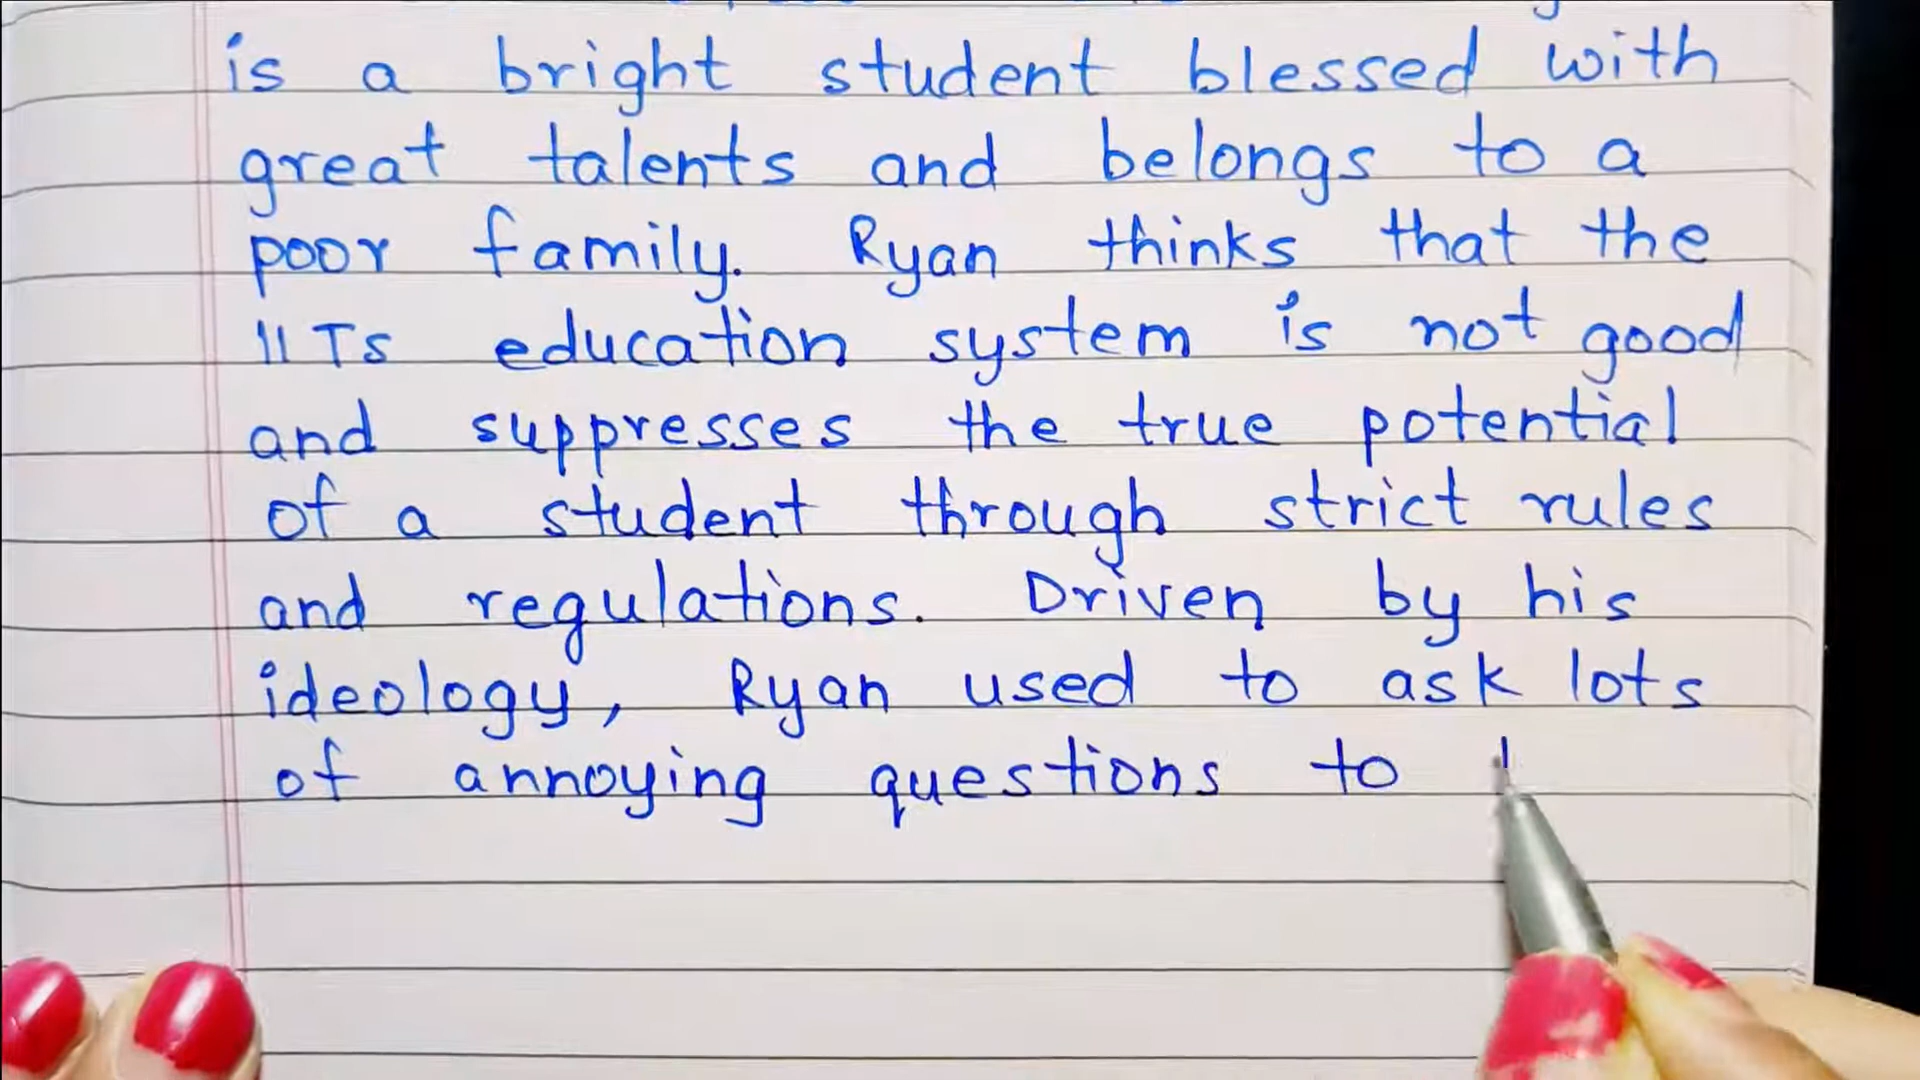 is a bright student blessed with
great talents and belongs to a
poor family. Ryan thinks that the
IITs education system is not good
and suppresses the true potential
of a student through strict rules
and regulations. Driven by his
ideology, Ryan used to ask lots
of annoying questions to